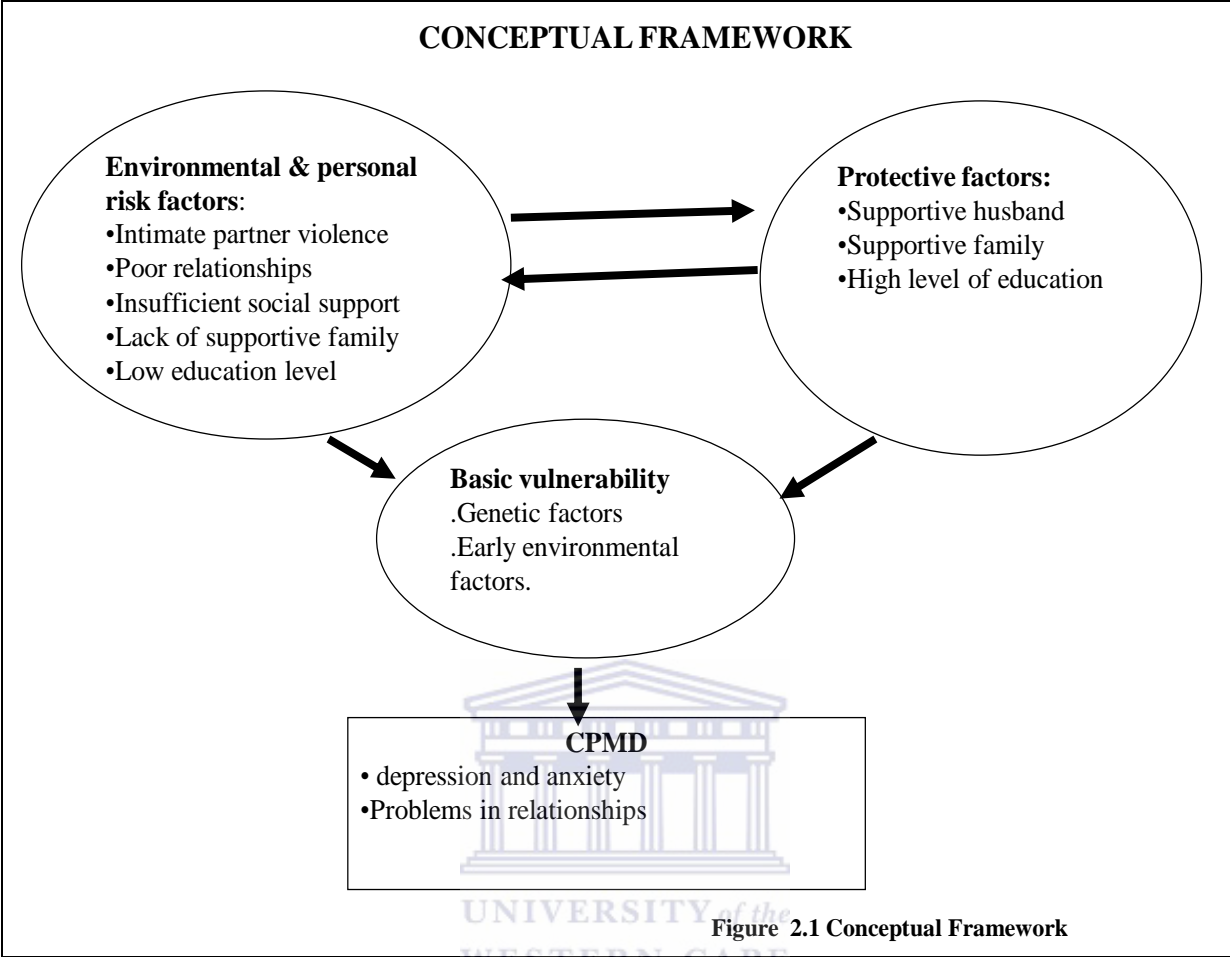 CONCEPTUAL FRAMEWORK
Environmental & personal
risk factors:
•Intimate partner violence
•Poor relationships
•Insufficient social support
•Lack of supportive family
•Low education level
Protective factors:
•Supportive husband
•Supportive family
•High level of education
Basic vulnerability
.Genetic factors
.Early environmental
factors.
CPMD
• depression and anxiety
•Problems in relationships
UNIVERSITY of the
Figure 2.1 Conceptual Framework
WESTERN CAPE